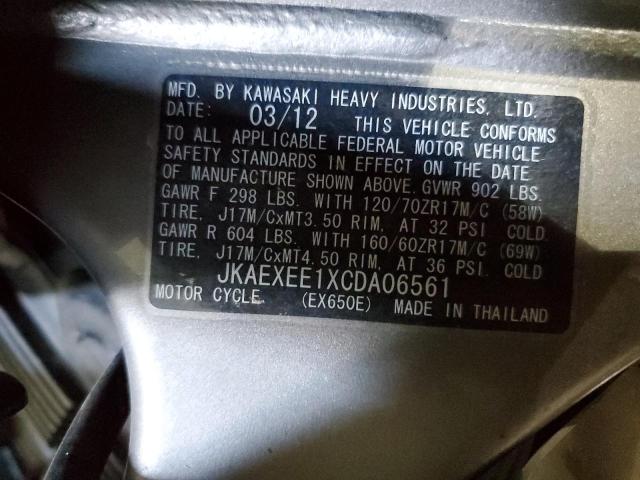 MFD. BY KAWASAKI HEAVY INDUSTRIES, LTD.
DATE: 03/12 THIS VEHICLE CONFORMS
TO ALL APPLICABLE FEDERAL MOTOR VEHICLE
SAFETY STANDARDS IN EFFECT ON THE DATE
OF MANUFACTURE SHOWN ABOVE. GVWR 902 LBS.
GAWR F 298 LBS. WITH 120/70ZR17M/C (58W)
TIRE, J17M/CxMT3.50 RIM, AT 32 PSI COLD.
GAWR R 604 LBS. WITH 160/60ZR17M/C (69W)
TIRE, J17M/CxMT4.50 RIM, AT 36 PSI. COLD
JKAEXEE1XCDA06561
MOTOR CYCLE (EX650E) MADE IN THAILAND